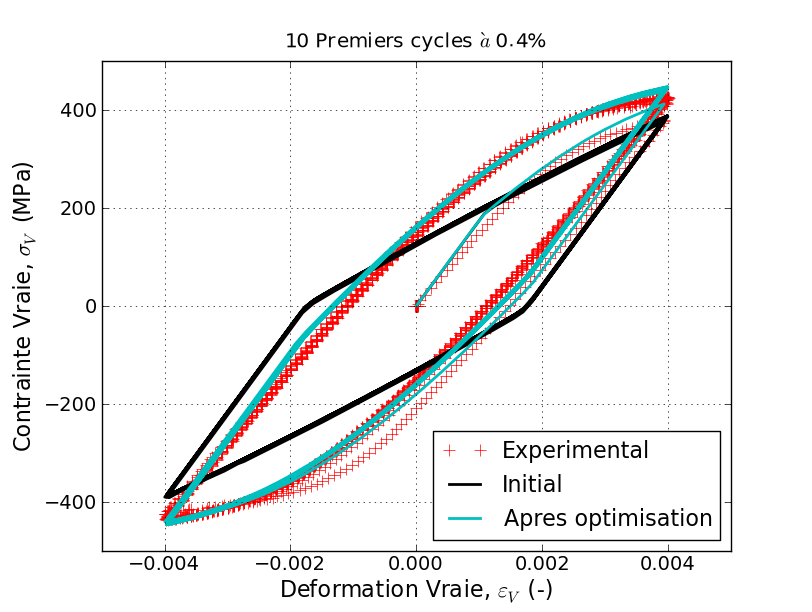 10 Premiers cycles à 0.4%
400
200
0
−200
−400
Contrainte Vraie, σ_V (MPa)
Experimental
Initial
Apres optimisation
−0.004
−0.002
0.000
0.002
0.004
Deformation Vraie, ε_V (-)